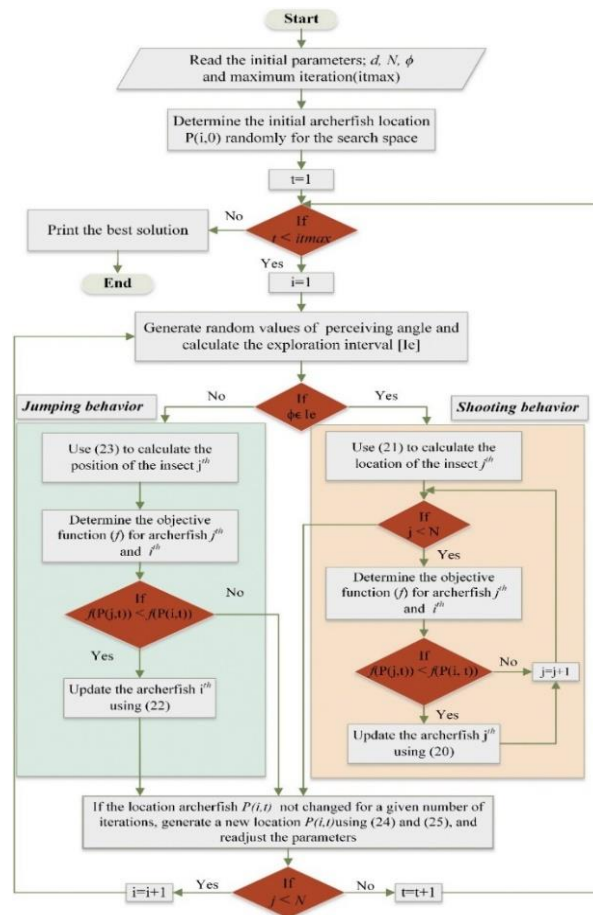 Start
Read the initial parameters; d, N, ϕ
and maximum iteration(itmax)
Determine the initial archerfish location
P(i,0) randomly for the search space
t=1
If
t < itmax
No
Print the best solution
End
Yes
i=1
Generate random values of perceiving angle and
calculate the exploration interval [Ie]
If
ϕϵ Ie
No
Yes
Jumping behavior
Use (23) to calculate the
position of the insect jth
Determine the objective
function (f) for archerfish jth
and ith
If
f(P(j,t)) < f(P(i,t))
No
Yes
Update the archerfish ith
using (22)
Shooting behavior
Use (21) to calculate the
location of the insect jth
If
j < N
Yes
Determine the objective
function (f) for archerfish jth
and ith
If
f(P(j,t)) < f(P(i, t))
No
j=j+1
Yes
Update the archerfish jth
using (20)
If the location archerfish P(i,t) not changed for a given number of
iterations, generate a new location P(i,t)using (24) and (25), and
readjust the parameters
If
j < N
Yes
i=i+1
No
t=t+1